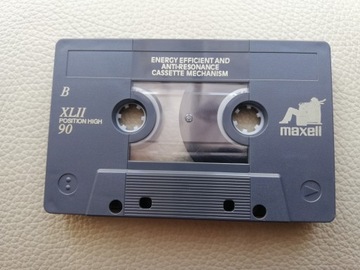 ENERGY EFFICIENT AND
ANTI-RESONANCE
CASSETTE MECHANISM
B
XLII
POSITION HIGH
90
maxell